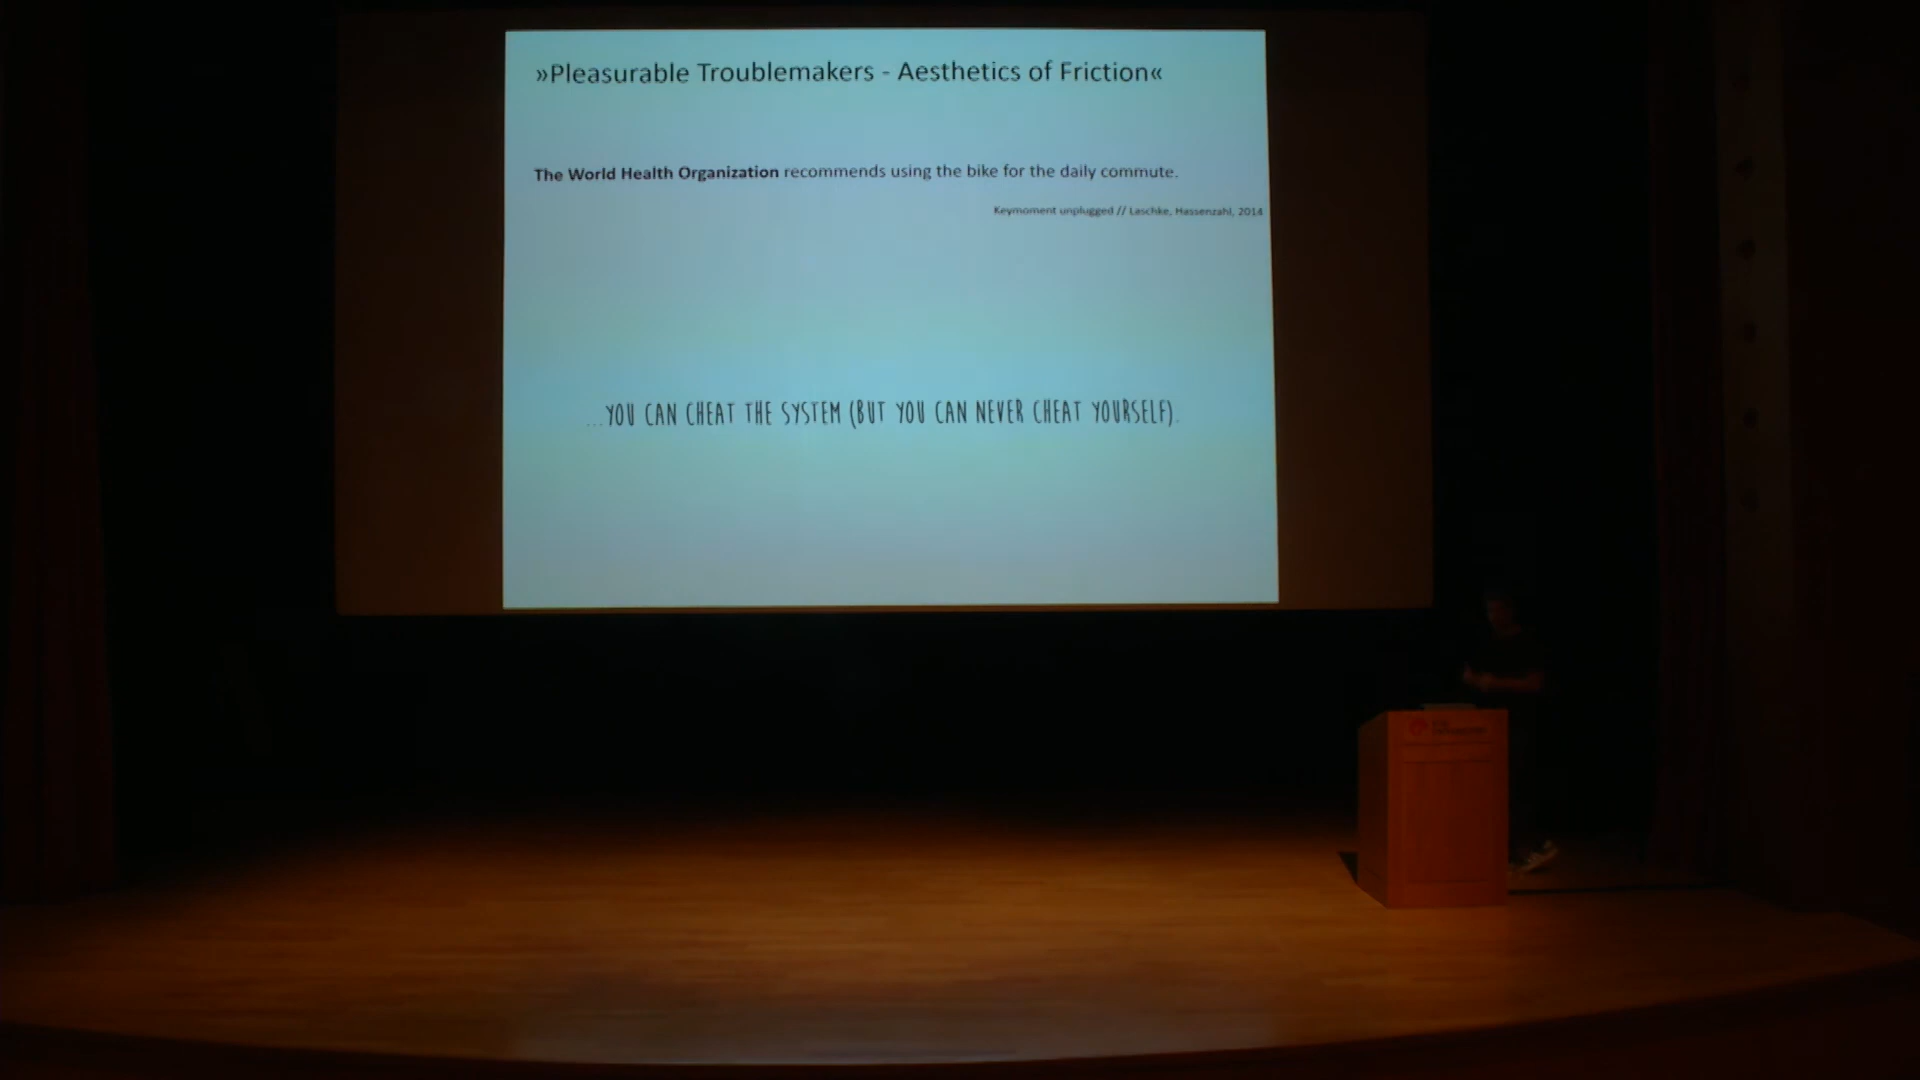 »Pleasurable Troublemakers - Aesthetics of Friction«
The World Health Organization recommends using the bike for the daily commute.
Keymoment unplugged // Laschke, Hassenzahl, 2014
...YOU CAN CHEAT THE SYSTEM (BUT YOU CAN NEVER CHEAT YOURSELF).